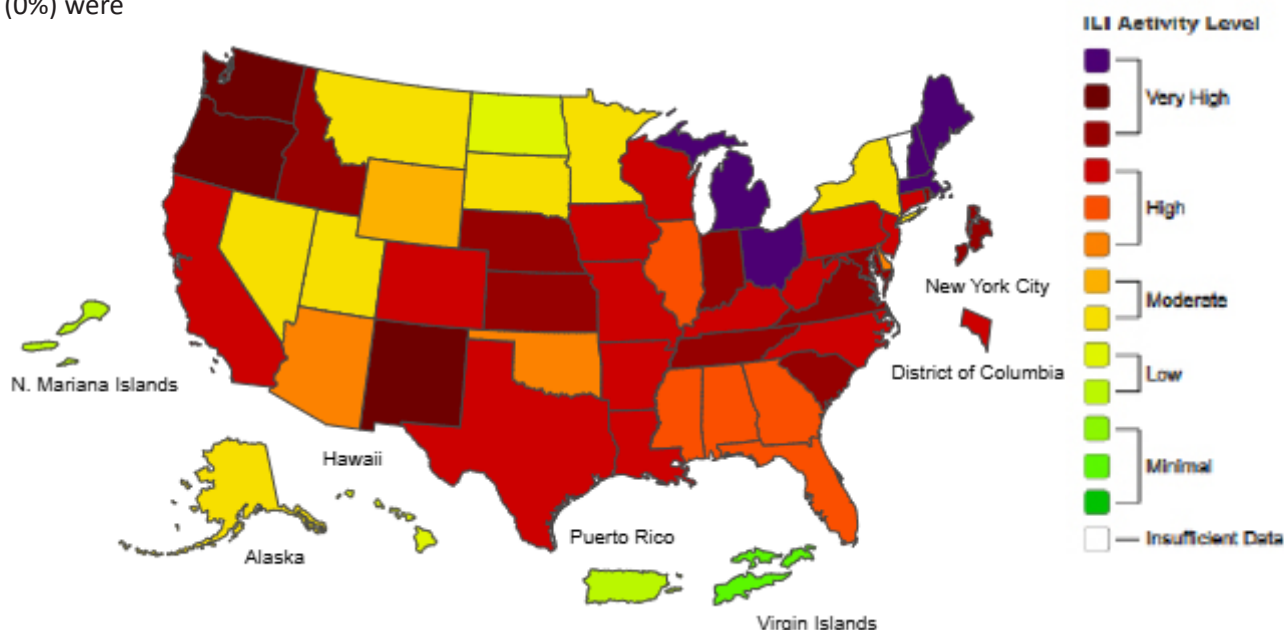 (0%) were
ILI Activity Level
Very High
High
Moderate
Low
Minimal
Insufficient Data
New York City
District of Columbia
N. Mariana Islands
Hawaii
Alaska
Puerto Rico
Virgin Islands